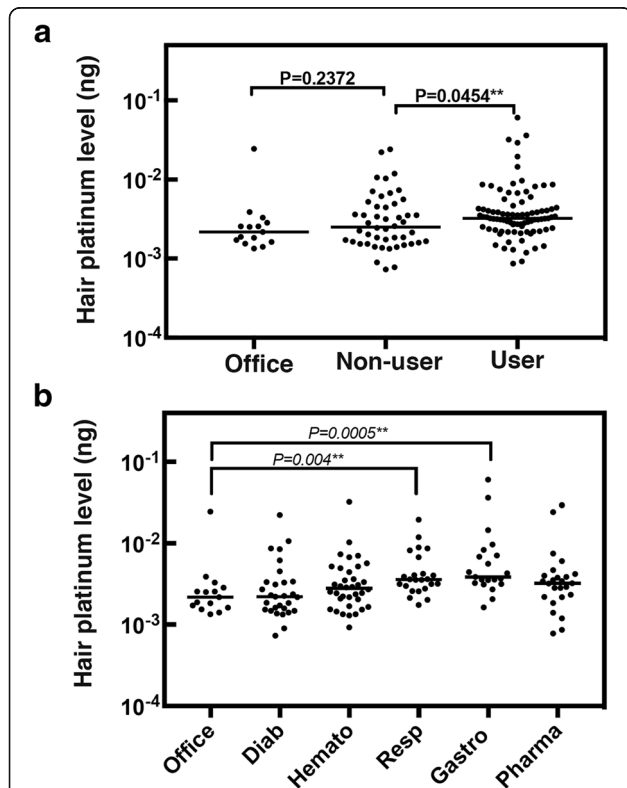 a
Hair platinum level (ng)
P=0.2372
P=0.0454**
10-1
10-2
10-3
10-4
Office Non-user User
b
Hair platinum level (ng)
P=0.0005**
P=0.004**
10-1
10-2
10-3
10-4
Office Diab Hemato Resp Gastro Pharma